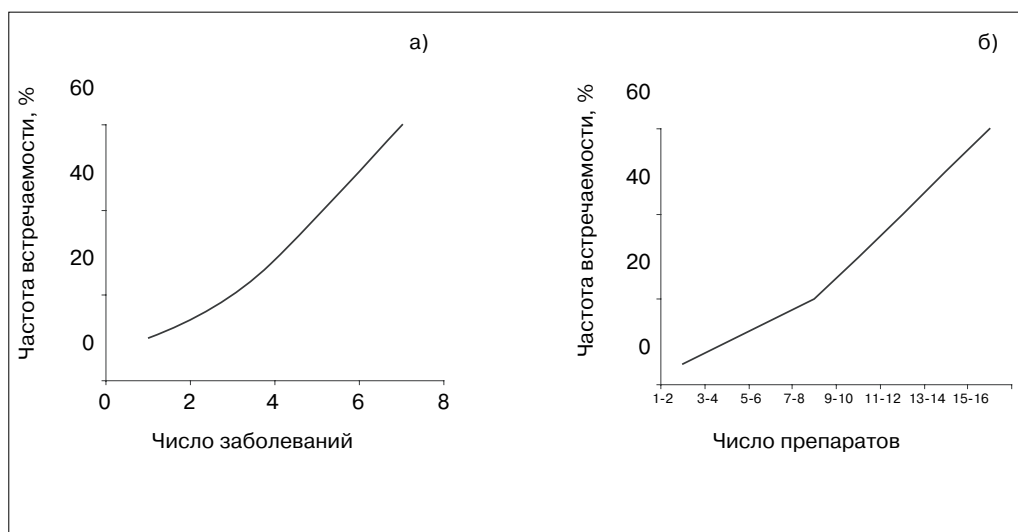 а)
Частота встречаемости, %
60
40
20
0
0 2 4 6 8
Число заболеваний
б)
Частота встречаемости, %
60
40
20
0
1-2 3-4 5-6 7-8 9-10 11-12 13-14 15-16
Число препаратов